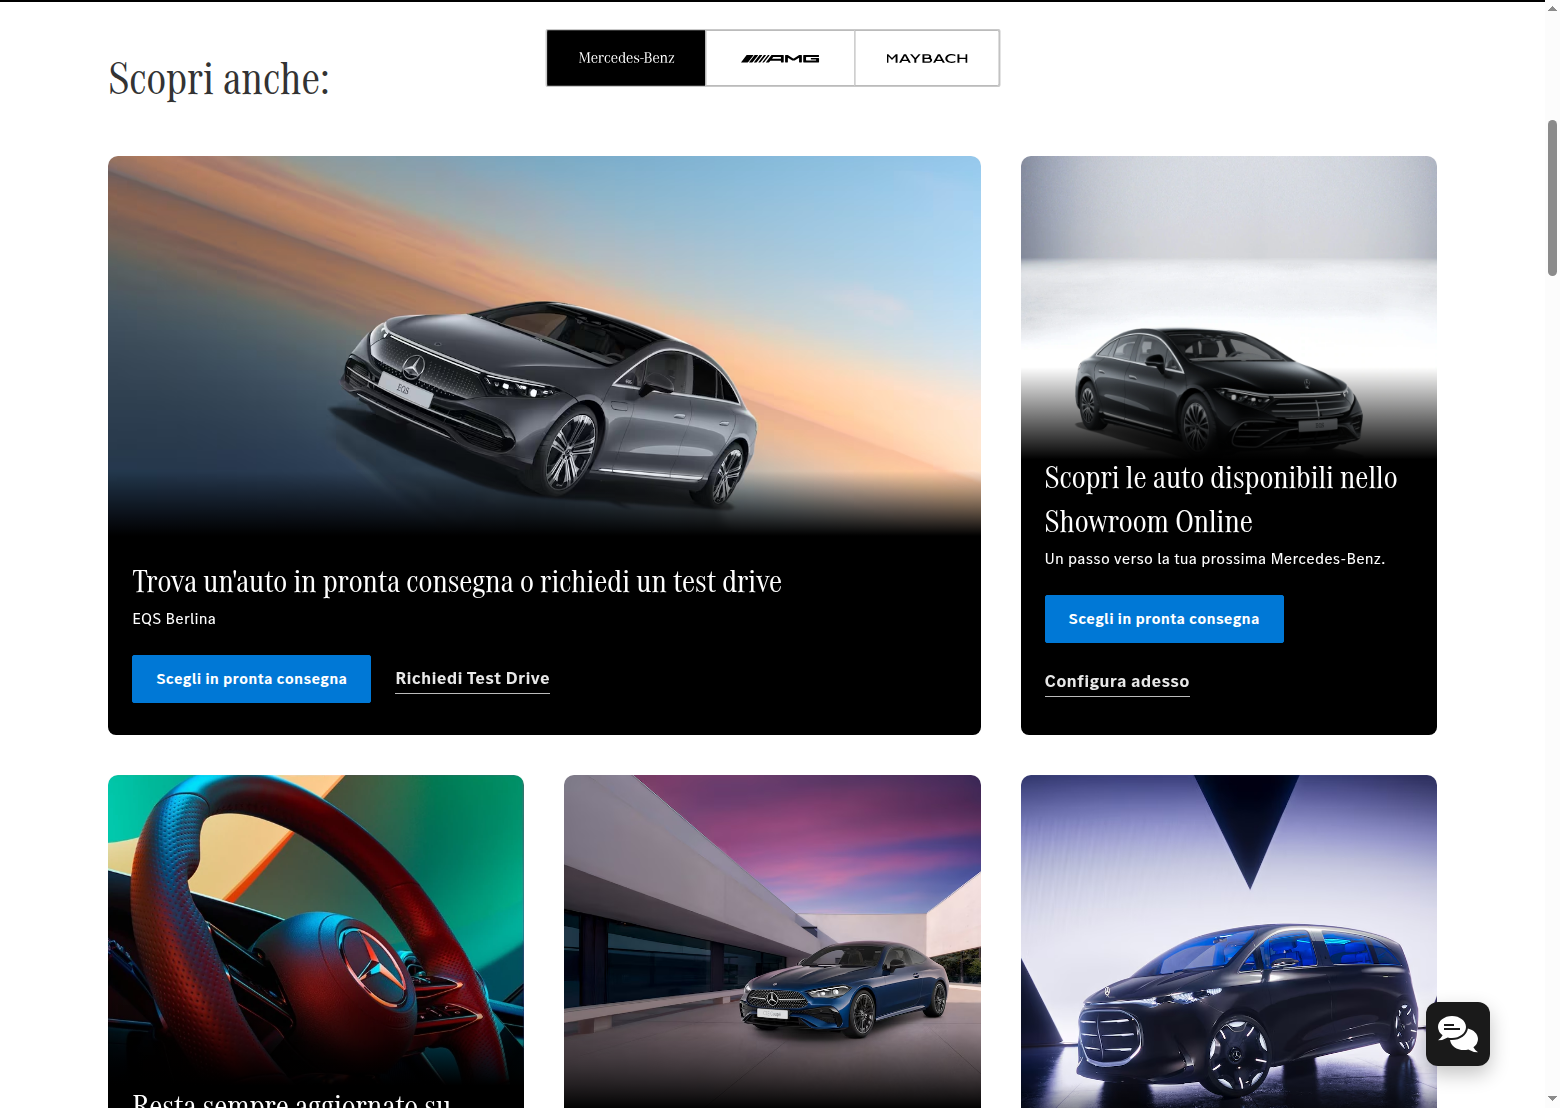 Scopri anche:
Mercedes-Benz
AMG
MAYBACH
EQS
Trova un'auto in pronta consegna o richiedi un test drive
EQS Berlina
Scegli in pronta consegna
Richiedi Test Drive
Scopri le auto disponibili nello
Showroom Online
Un passo verso la tua prossima Mercedes-Benz.
Scegli in pronta consegna
Configura adesso
Resta sempre aggiornato su